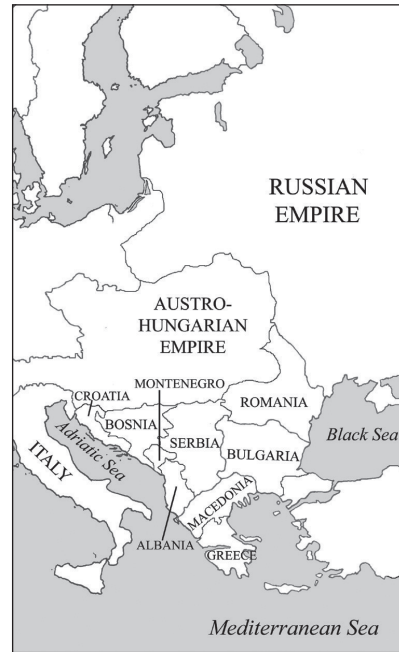 RUSSIAN
EMPIRE
AUSTRO-
HUNGARIAN
EMPIRE
MONTENEGRO
CROATIA
ROMANIA
BOSNIA
Black Sea
SERBIA
Adriatic Sea
BULGARIA
ITALY
MACEDONIA
ALBANIA
GREECE
Mediterranean Sea